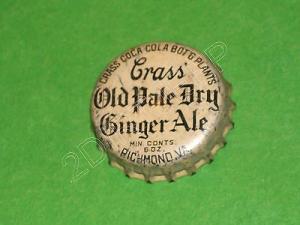 CRASS COCA COLA BOT'G PLANTS
Crass'
Old Pale Dry
Ginger Ale
MIN. CONTS.
6 OZ.
RICHMOND, VA.